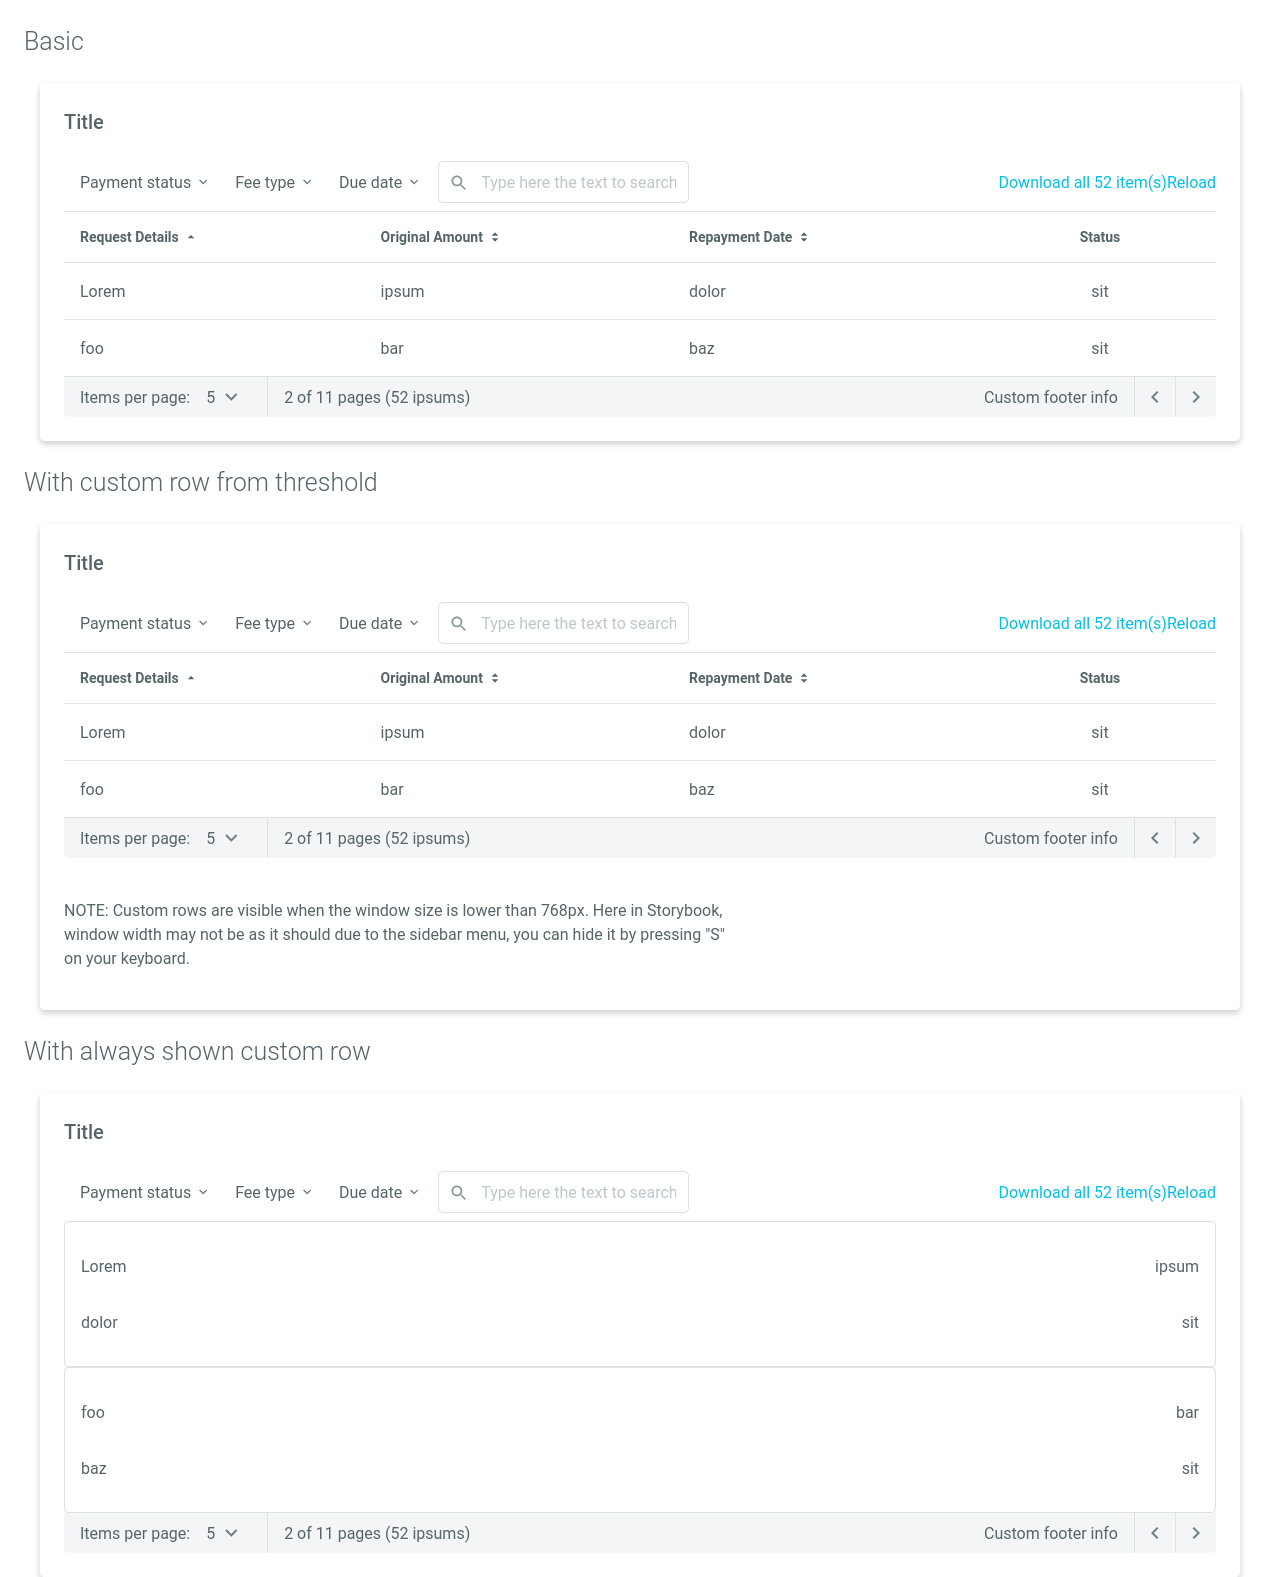 Basic
Title
Payment status Fee type Due date Type here the text to search Download all 52 item(s)Reload
Request Details Original Amount Repayment Date Status
Lorem ipsum dolor sit
foo bar baz sit
Items per page: 5 2 of 11 pages (52 ipsums) Custom footer info
With custom row from threshold
Title
Payment status Fee type Due date Type here the text to search Download all 52 item(s)Reload
Request Details Original Amount Repayment Date Status
Lorem ipsum dolor sit
foo bar baz sit
Items per page: 5 2 of 11 pages (52 ipsums) Custom footer info
NOTE: Custom rows are visible when the window size is lower than 768px. Here in Storybook,
window width may not be as it should due to the sidebar menu, you can hide it by pressing "S"
on your keyboard.
With always shown custom row
Title
Payment status Fee type Due date Type here the text to search Download all 52 item(s)Reload
Lorem ipsum
dolor sit
foo bar
baz sit
Items per page: 5 2 of 11 pages (52 ipsums) Custom footer info